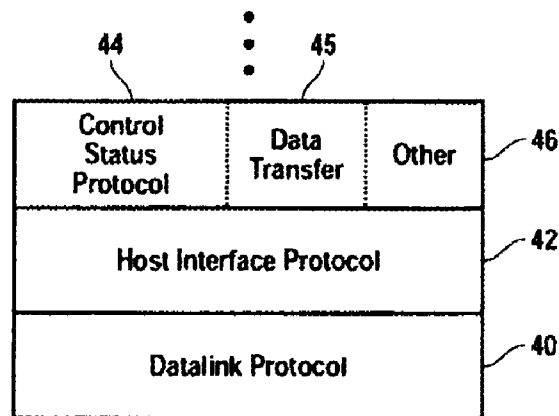 44
45
Control
Status
Protocol
Data
Transfer
Other
46
Host Interface Protocol
42
Datalink Protocol
40